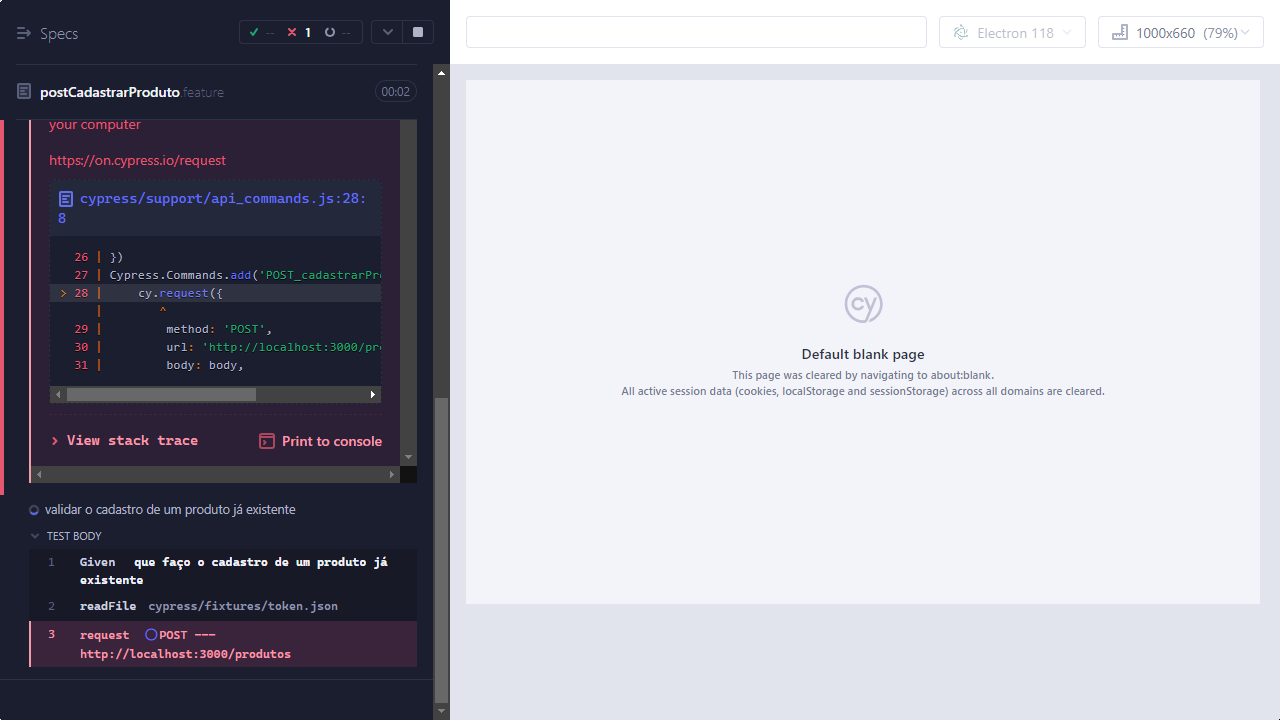 Specs
-- 1 --
Electron 118
1000x660 (79%)
postCadastrarProduto.feature 00:02
your computer
https://on.cypress.io/request
cypress/support/api_commands.js:28:
8
26 | })
27 | Cypress.Commands.add('POST_cadastrarPro
> 28 | cy.request({
| ^
29 | method: 'POST',
30 | url: 'http://localhost:3000/pro
31 | body: body,
> View stack trace
Print to console
validar o cadastro de um produto já existente
TEST BODY
1 Given que faço o cadastro de um produto já
existente
2 readFile cypress/fixtures/token.json
3 request POST ---
http://localhost:3000/produtos
cy
Default blank page
This page was cleared by navigating to about:blank.
All active session data (cookies, localStorage and sessionStorage) across all domains are cleared.